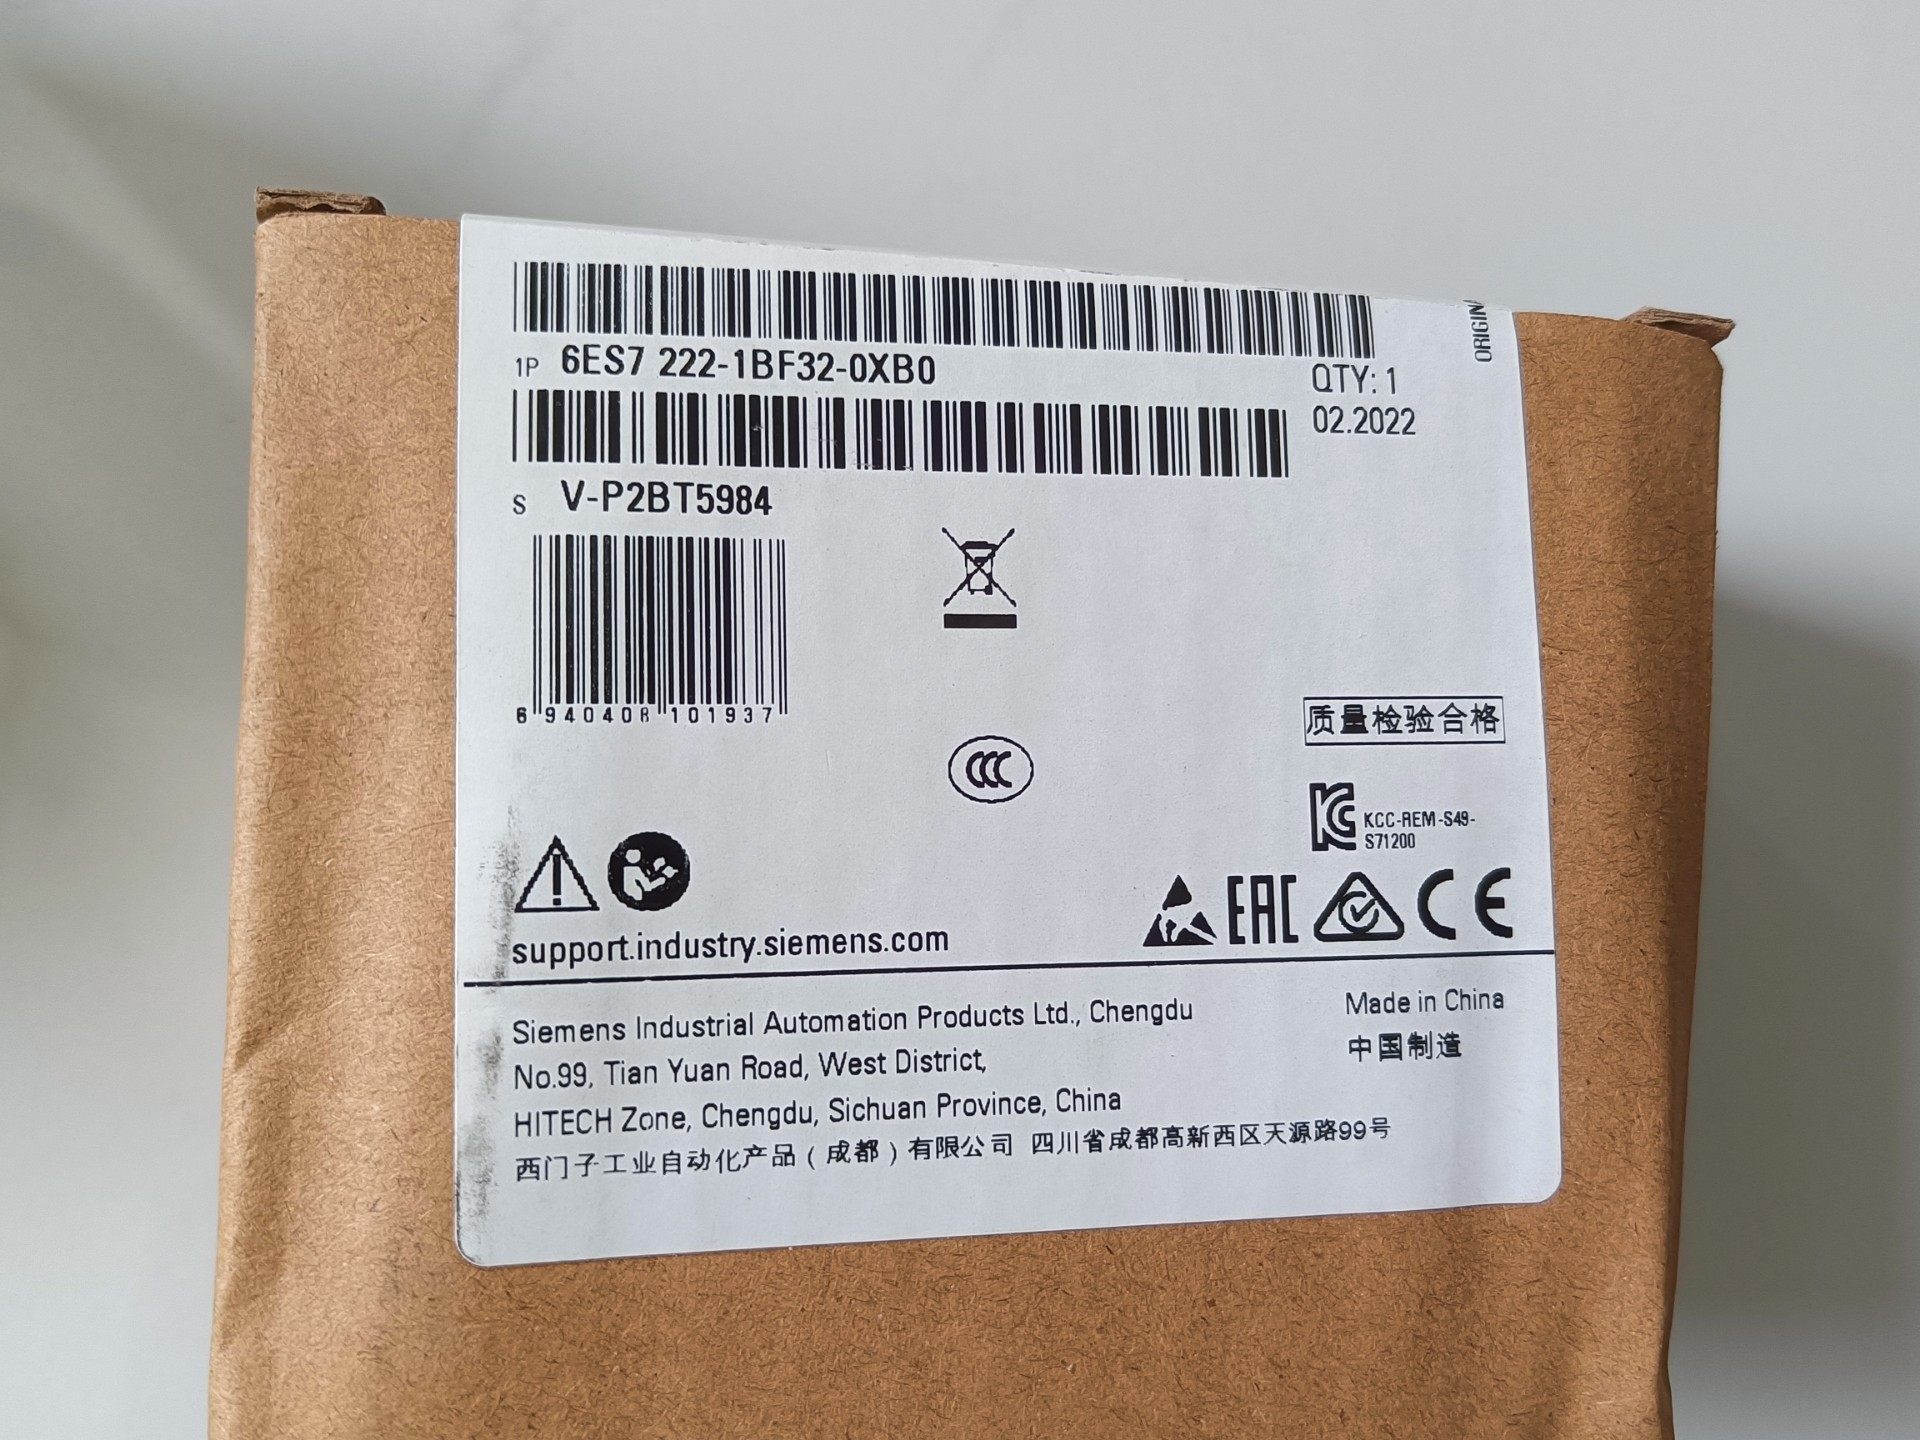 ORIGIN
1P 6ES7 222-1BF32-0XB0
QTY: 1
02.2022
S V-P2BT5984
6 940408 101937
质量检验合格
KCC-REM-S49-
S71200
EAC
CE
support.industry.siemens.com
Siemens Industrial Automation Products Ltd., Chengdu
No.99, Tian Yuan Road, West District,
HITECH Zone, Chengdu, Sichuan Province, China
西门子工业自动化产品（成都）有限公司 四川省成都高新西区天源路99号
Made in China
中国制造